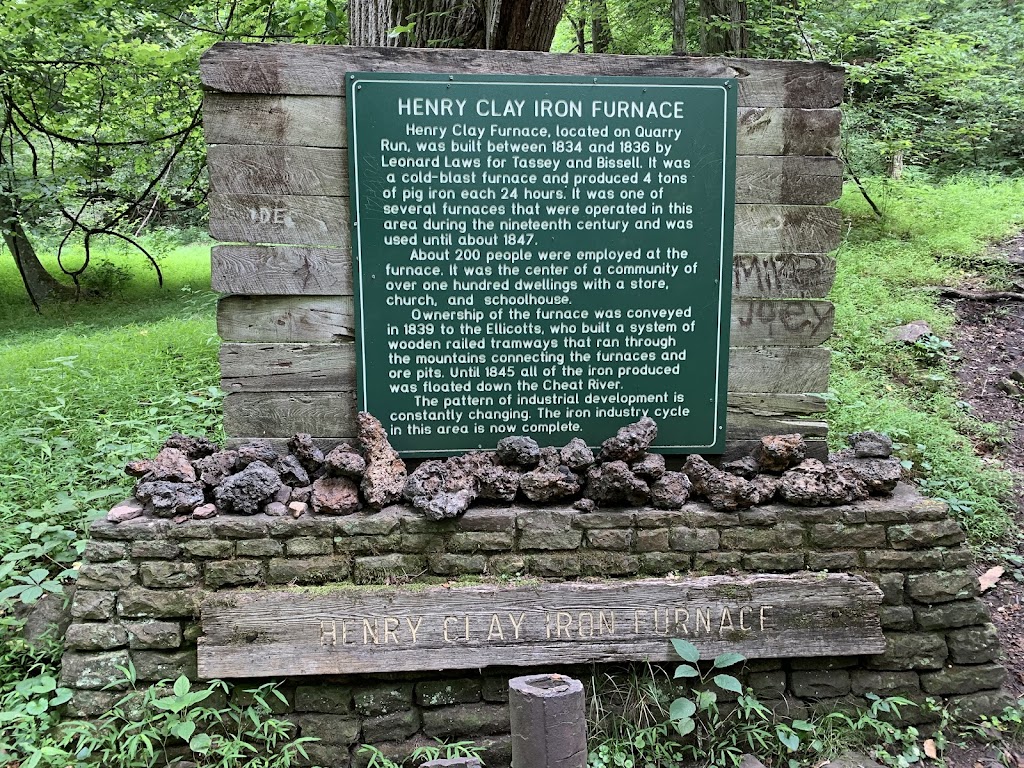 HENRY CLAY IRON FURNACE
Henry Clay Furnace, located on Quarry
Run, was built between 1834 and 1836 by
Leonard Laws for Tassey and Bissell. It was
a cold-blast furnace and produced 4 tons
of pig iron each 24 hours. It was one of
several furnaces that were operated in this
area during the nineteenth century and was
used until about 1847.
About 200 people were employed at the
furnace. It was the center of a community of
over one hundred dwellings with a store,
church, and schoolhouse.
Ownership of the furnace was conveyed
in 1839 to the Ellicotts, who built a system of
wooden railed tramways that ran through
the mountains connecting the furnaces and
ore pits. Until 1845 all of the iron produced
was floated down the Cheat River.
The pattern of industrial development is
constantly changing. The iron industry cycle
in this area is now complete.
JOE
MIKE
Joey
HENRY CLAY IRON FURNACE